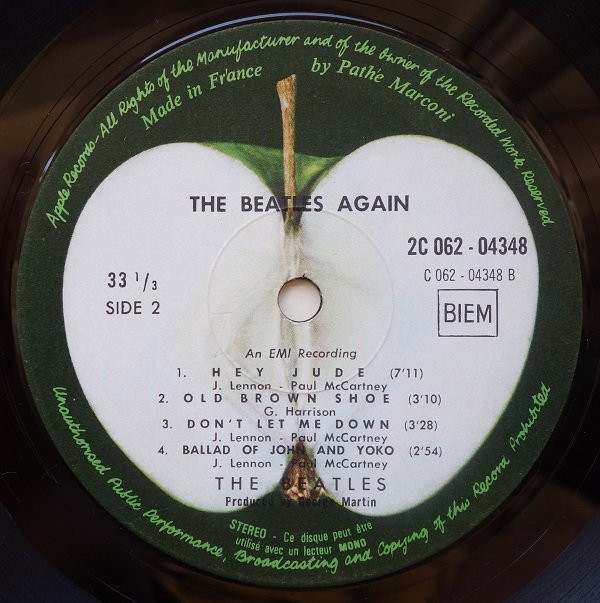 Apple Records-All Rights of the Manufacturer and of the Owner of the Recorded Work Reserved
Made in France by Pathé Marconi
THE BEATLES AGAIN
2C 062 - 04348
C 062 - 04348 B
33 1/3
SIDE 2
BIEM
An EMI Recording
1. HEY JUDE (7'11)
J. Lennon - Paul McCartney
2. OLD BROWN SHOE (3'10)
G. Harrison
3. DON'T LET ME DOWN (3'28)
J. Lennon - Paul McCartney
4. BALLAD OF JOHN AND YOKO (2'54)
J. Lennon - Paul McCartney
THE BEATLES
Produced by George Martin
STEREO - Ce disque peut être
utilisé avec un lecteur MONO
Unauthorised Public Performance, Broadcasting and Copying of this Record Prohibited